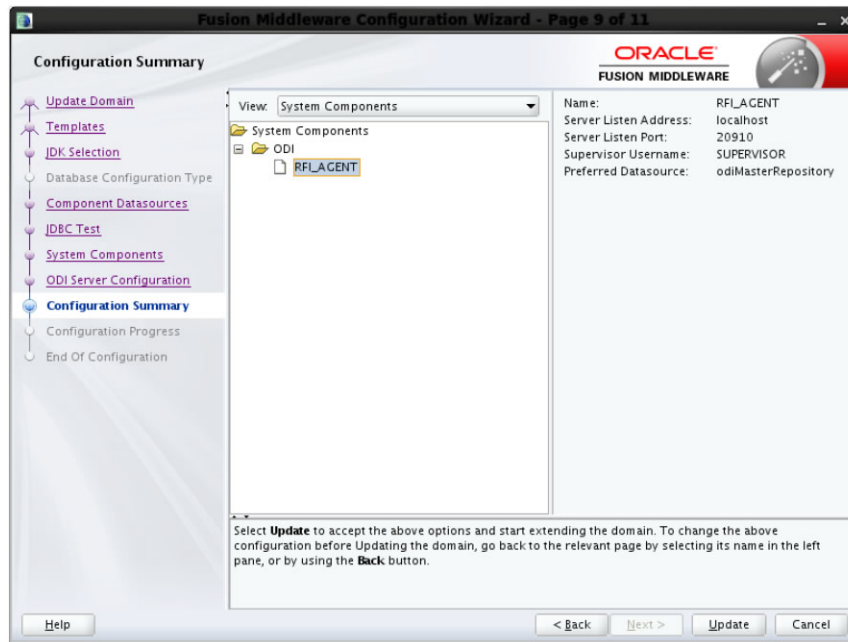 Fusion Middleware Configuration Wizard - Page 9 of 11
Configuration Summary
ORACLE
FUSION MIDDLEWARE
Update Domain
Templates
JDK Selection
Database Configuration Type
Component Datasources
JDBC Test
System Components
ODI Server Configuration
Configuration Summary
Configuration Progress
End Of Configuration
View: System Components
System Components
ODI
RFI_AGENT
Name: RFI_AGENT
Server Listen Address: localhost
Server Listen Port: 20910
Supervisor Username: SUPERVISOR
Preferred Datasource: odiMasterRepository
Select Update to accept the above options and start extending the domain. To change the above
configuration before Updating the domain, go back to the relevant page by selecting its name in the left
pane, or by using the Back button.
Help
< Back Next > Update Cancel